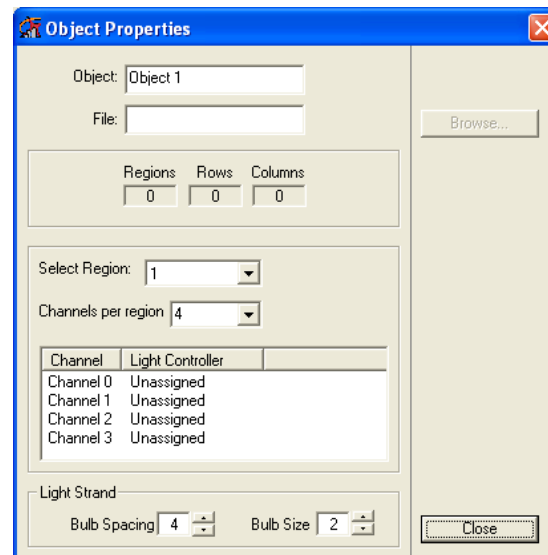 Object Properties
Object: Object 1
File:
Browse...
Regions Rows Columns
0 0 0
Select Region: 1
Channels per region 4
Channel Light Controller
Channel 0 Unassigned
Channel 1 Unassigned
Channel 2 Unassigned
Channel 3 Unassigned
Light Strand
Bulb Spacing 4 Bulb Size 2
Close